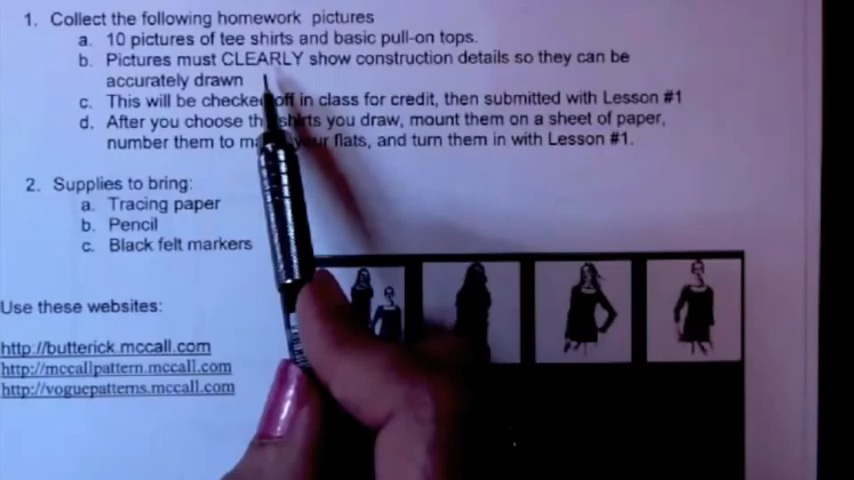 1. Collect the following homework pictures
a. 10 pictures of tee shirts and basic pull-on tops.
b. Pictures must CLEARLY show construction details so they can be
accurately drawn
c. This will be checked off in class for credit, then submitted with Lesson #1
d. After you choose the shirts you draw, mount them on a sheet of paper,
number them to your flats, and turn them in with Lesson #1.
2. Supplies to bring:
a. Tracing paper
b. Pencil
c. Black felt markers
Use these websites:
http://butterick.mccall.com
http://mccallpattern.mccall.com
http://voguepatterns.mccall.com